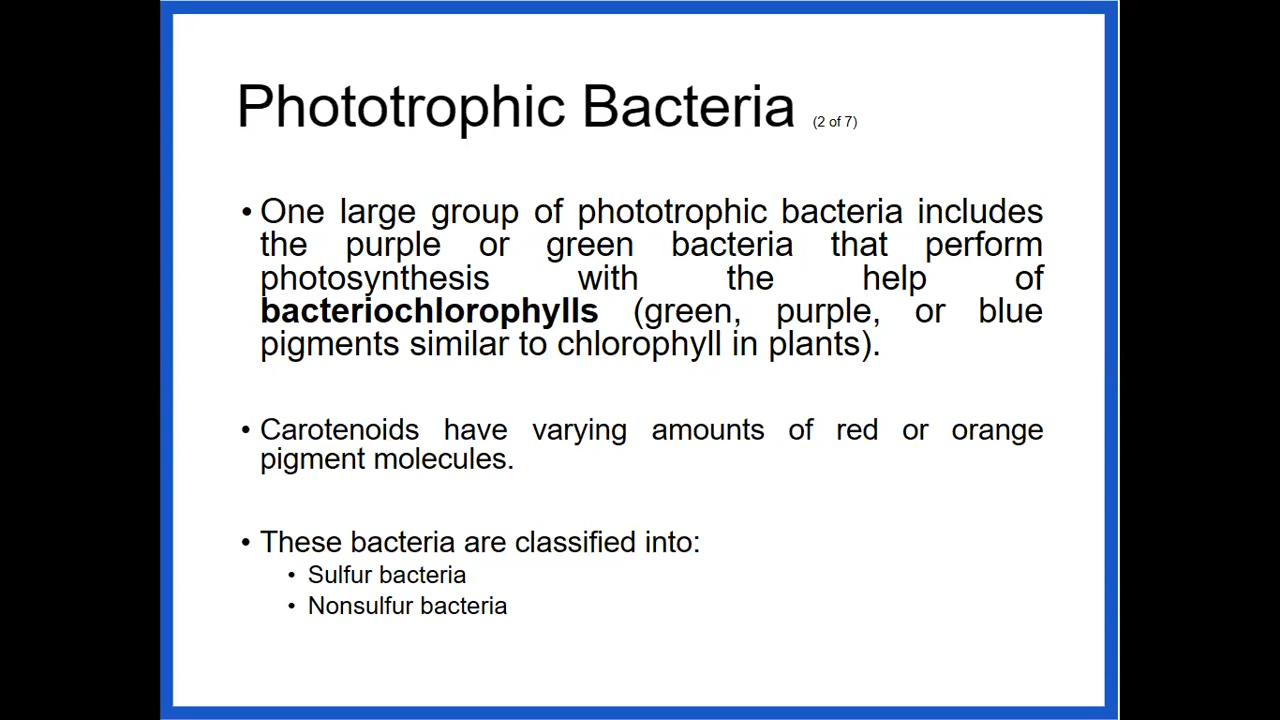 Phototrophic Bacteria (2 of 7)
• One large group of phototrophic bacteria includes
the purple or green bacteria that perform
photosynthesis with the help of
bacteriochlorophylls (green, purple, or blue
pigments similar to chlorophyll in plants).
• Carotenoids have varying amounts of red or orange
pigment molecules.
• These bacteria are classified into:
• Sulfur bacteria
• Nonsulfur bacteria